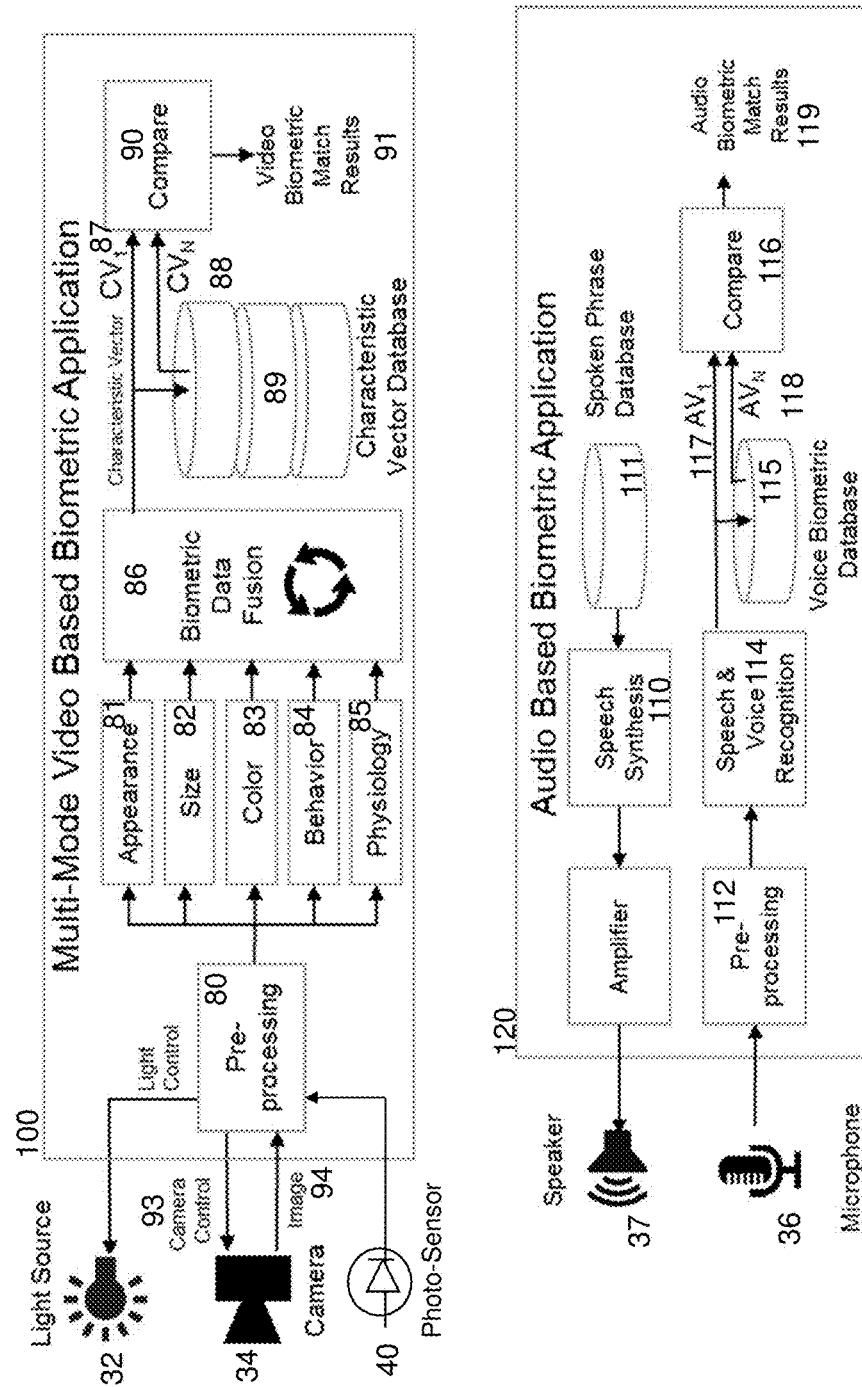 100
Multi-Mode Video Based Biometric Application
Light Source
32
Light
Control
93
Camera
Control
Image
94
34
Camera
40
Photo-Sensor
80
Pre-
processing
Appearance
81
Size
82
Color
83
Behavior
84
Physiology
85
86
Biometric
Data
Fusion
Characteristic Vector
CV1
87
CVN
88
89
Characteristic
Vector Database
90
Compare
Video
Biometric
Match
Results
91
120
Audio Based Biometric Application
Speaker
37
Amplifier
Speech
Synthesis
110
111
Spoken Phrase
Database
36
Microphone
112
Pre-
processing
Speech &
Voice 114
Recognition
117 AV1
AVN
118
115
Voice Biometric
Database
Compare
116
Audio
Biometric
Match
Results
119